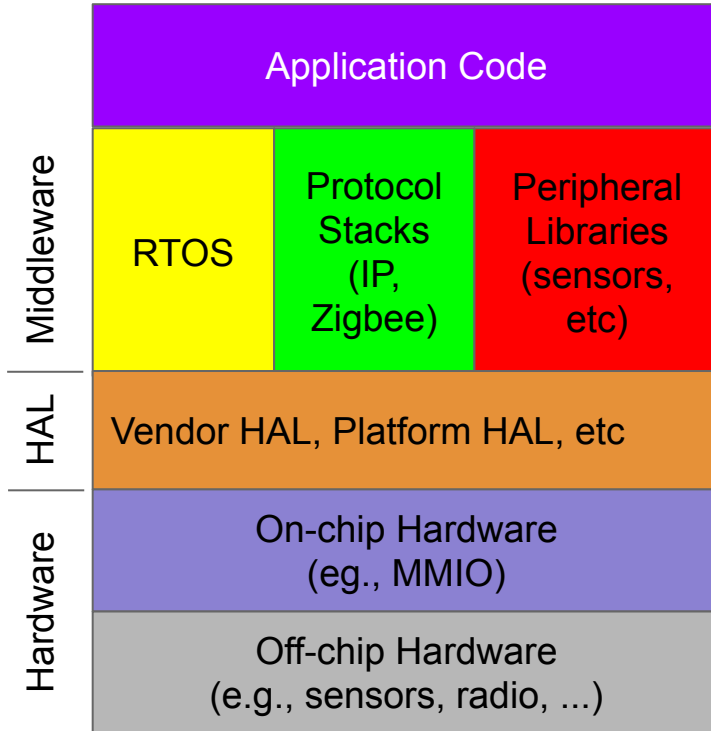 Application Code
Middleware
RTOS
Protocol
Stacks
(IP,
Zigbee)
Peripheral
Libraries
(sensors,
etc)
HAL
Vendor HAL, Platform HAL, etc
Hardware
On-chip Hardware
(eg., MMIO)
Off-chip Hardware
(e.g., sensors, radio, ...)